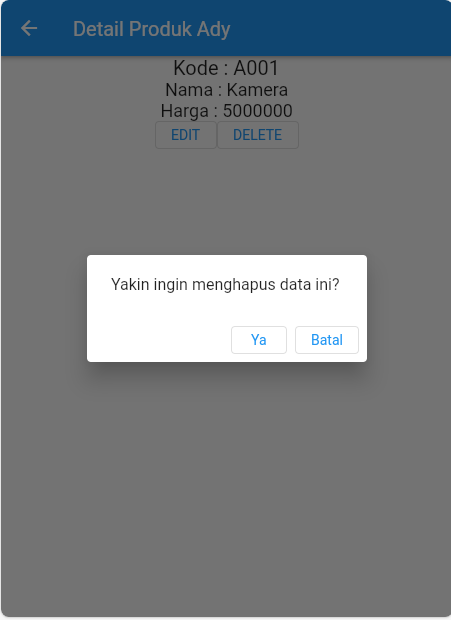 Detail Produk Ady
Kode : A001
Nama : Kamera
Harga : 5000000
EDIT DELETE
Yakin ingin menghapus data ini?
Ya Batal